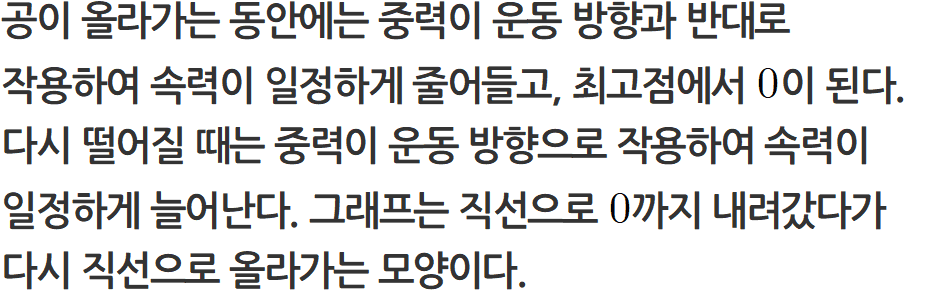 공이 올라가는 동안에는 중력이 운동 방향과 반대로
작용하여 속력이 일정하게 줄어들고, 최고점에서 0이 된다.
다시 떨어질 때는 중력이 운동 방향으로 작용하여 속력이
일정하게 늘어난다. 그래프는 직선으로 0까지 내려갔다가
다시 직선으로 올라가는 모양이다.